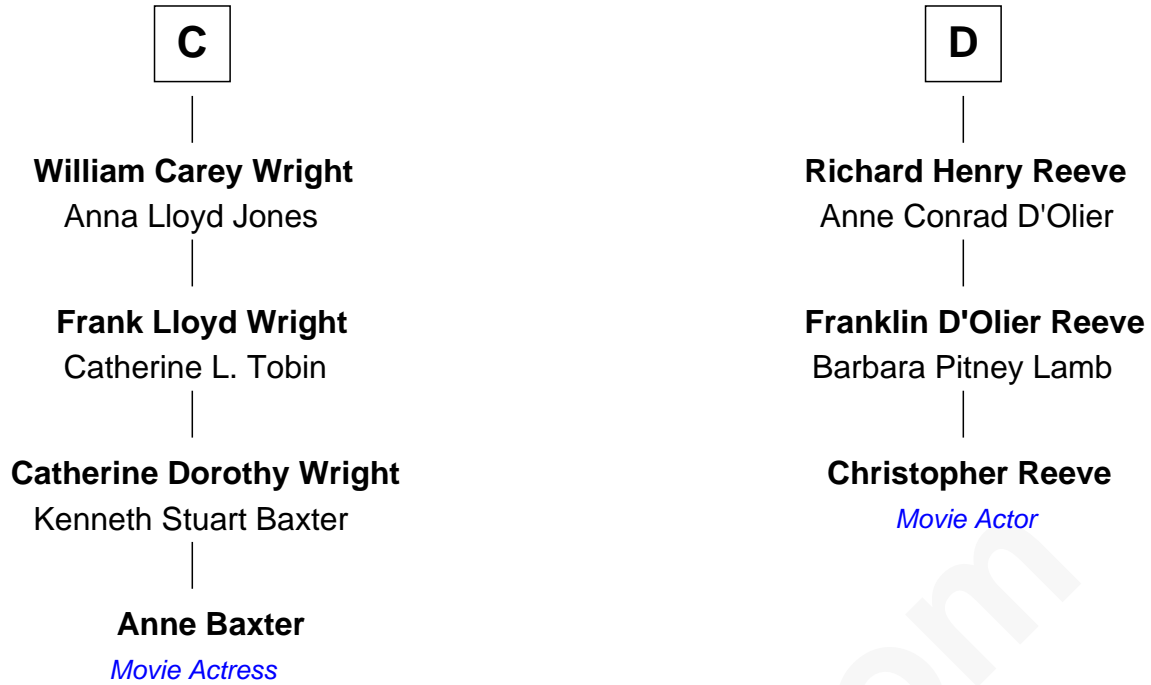 C
William Carey Wright
Anna Lloyd Jones
Frank Lloyd Wright
Catherine L. Tobin
Catherine Dorothy Wright
Kenneth Stuart Baxter
Anne Baxter
Movie Actress
D
Richard Henry Reeve
Anne Conrad D'Olier
Franklin D'Olier Reeve
Barbara Pitney Lamb
Christopher Reeve
Movie Actor
om